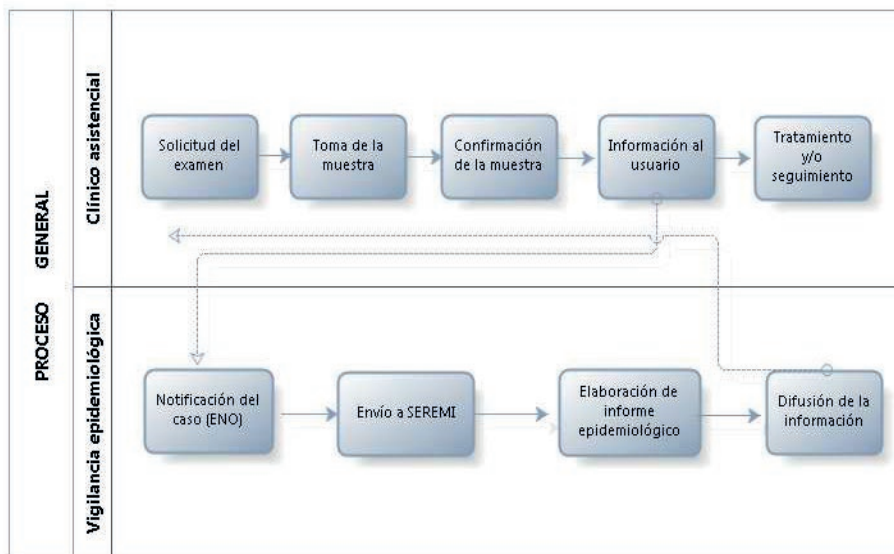 PROCESO GENERAL
Clínico asistencial
Solicitud del
examen
Toma de la
muestra
Confirmación
de la muestra
Información al
usuario
Tratamiento
y/o
seguimiento
Vigilancia epidemiológica
Notificación del
caso (ENO)
Envío a SEREMI
Elaboración de
informe
epidemiológico
Difusión de la
información